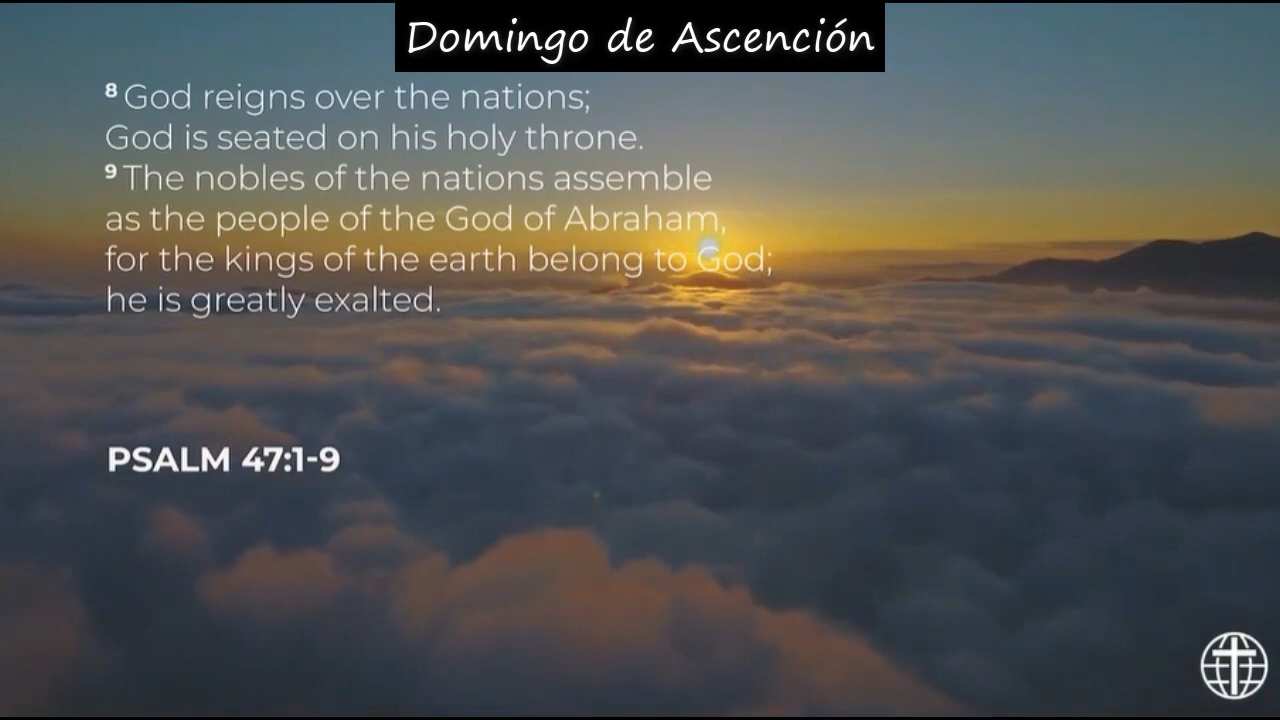 Domingo de Ascención
8 God reigns over the nations;
God is seated on his holy throne.
9 The nobles of the nations assemble
as the people of the God of Abraham,
for the kings of the earth belong to God;
he is greatly exalted.
PSALM 47:1-9